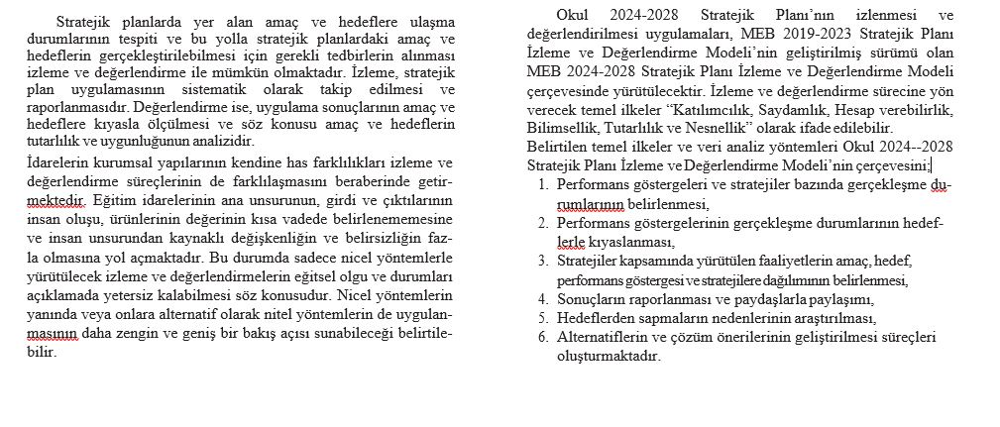 Stratejik planlarda yer alan amaç ve hedeflere ulaşma
durumlarının tespiti ve bu yolla stratejik planlardaki amaç ve
hedeflerin gerçekleştirilebilmesi için gerekli tedbirlerin alınması
izleme ve değerlendirme ile mümkün olmaktadır. İzleme, stratejik
plan uygulamasının sistematik olarak takip edilmesi ve
raporlanmasıdır. Değerlendirme ise, uygulama sonuçlarının amaç ve
hedeflere kıyasla ölçülmesi ve söz konusu amaç ve hedeflerin
tutarlılık ve uygunluğunun analizidir.
İdarelerin kurumsal yapılarının kendine has farklılıkları izleme ve
değerlendirme süreçlerinin de farklılaşmasını beraberinde getir-
mektedir. Eğitim idarelerinin ana unsurunun, girdi ve çıktılarının
insan oluşu, ürünlerinin değerinin kısa vadede belirlenememesine
ve insan unsurundan kaynaklı değişkenliğin ve belirsizliğin faz-
la olmasına yol açmaktadır. Bu durumda sadece nicel yöntemlerle
yürütülecek izleme ve değerlendirmelerin eğitsel olgu ve durumları
açıklamada yetersiz kalabilmesi söz konusudur. Nicel yöntemlerin
yanında veya onlara alternatif olarak nitel yöntemlerin de uygulan-
masının daha zengin ve geniş bir bakış açısı sunabileceği belirtile-
bilir.
Okul 2024-2028 Stratejik Planı’nın izlenmesi ve
değerlendirilmesi uygulamaları, MEB 2019-2023 Stratejik Planı
İzleme ve Değerlendirme Modeli’nin geliştirilmiş sürümü olan
MEB 2024-2028 Stratejik Planı İzleme ve Değerlendirme Modeli
çerçevesinde yürütülecektir. İzleme ve değerlendirme sürecine yön
verecek temel ilkeler “Katılımcılık, Saydamlık, Hesap verebilirlik,
Bilimsellik, Tutarlılık ve Nesnellik” olarak ifade edilebilir.
Belirtilen temel ilkeler ve veri analiz yöntemleri Okul 2024--2028
Stratejik Planı İzleme ve Değerlendirme Modeli’nin çerçevesini;
1. Performans göstergeleri ve stratejiler bazında gerçekleşme du-
rumlarının belirlenmesi,
2. Performans göstergelerinin gerçekleşme durumlarının hedef-
lerle kıyaslanması,
3. Stratejiler kapsamında yürütülen faaliyetlerin amaç, hedef,
performans göstergesi ve stratejilere dağılımının belirlenmesi,
4. Sonuçların raporlanması ve paydaşlarla paylaşımı,
5. Hedeflerden sapmaların nedenlerinin araştırılması,
6. Alternatiflerin ve çözüm önerilerinin geliştirilmesi süreçleri
oluşturmaktadır.